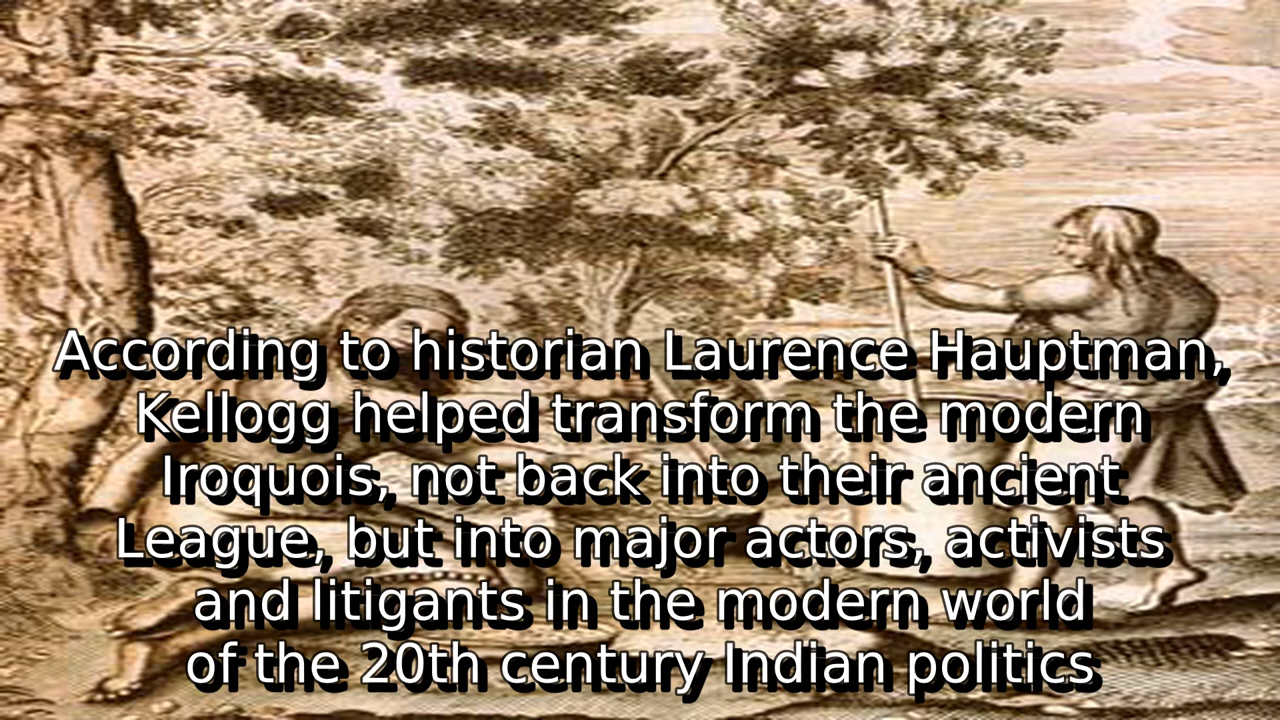 According to historian Laurence Hauptman,
Kellogg helped transform the modern
Iroquois, not back into their ancient
League, but into major actors, activists
and litigants in the modern world
of the 20th century Indian politics